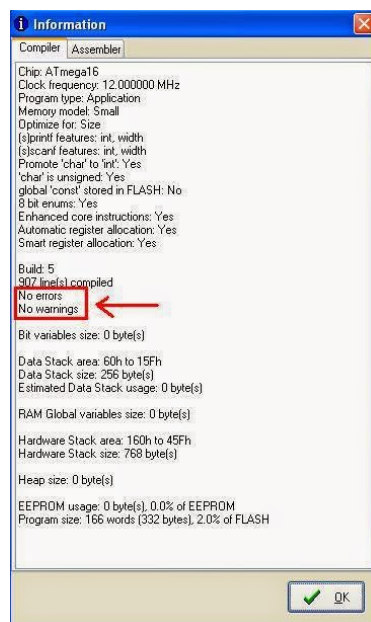 Information
Compiler Assembler
Chip: ATmega16
Clock frequency: 12.000000 MHz
Program type: Application
Memory model: Small
Optimize for: Size
(s)printf features: int, width
(s)scanf features: int, width
Promote 'char' to 'int': Yes
'char' is unsigned: Yes
global 'const' stored in FLASH: No
8 bit enums: Yes
Enhanced core instructions: Yes
Automatic register allocation: Yes
Smart register allocation: Yes
Build: 5
907 line(s) compiled
No errors
No warnings
Bit variables size: 0 byte(s)
Data Stack area: 60h to 15Fh
Data Stack size: 256 byte(s)
Estimated Data Stack usage: 0 byte(s)
RAM Global variables size: 0 byte(s)
Hardware Stack area: 160h to 45Fh
Hardware Stack size: 768 byte(s)
Heap size: 0 byte(s)
EEPROM usage: 0 byte(s), 0.0% of EEPROM
Program size: 166 words (332 bytes), 2.0% of FLASH
OK